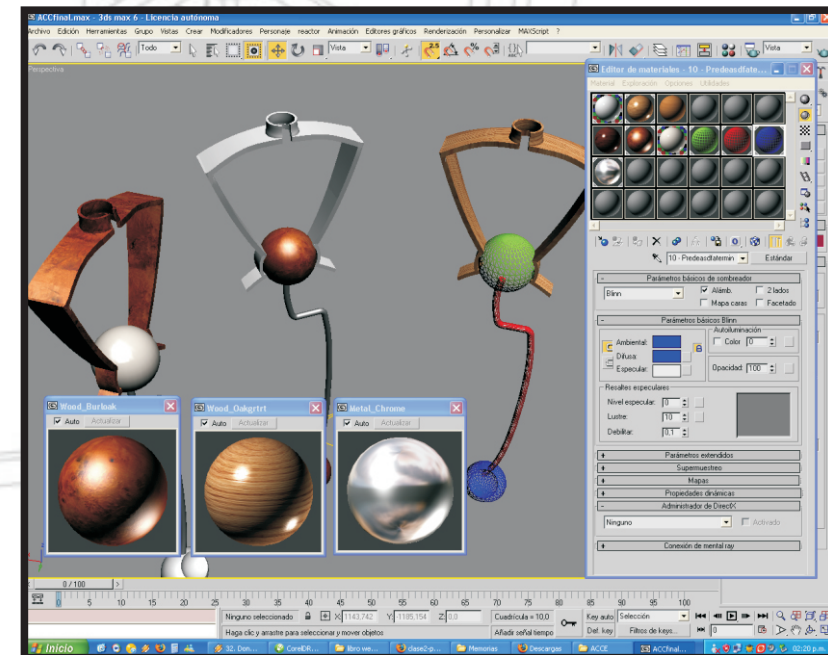 ACCfinal.max - 3ds max 6 - Licencia autónoma
Archivo Edición Herramientas Grupo Vistas Crear Modificadores Personaje reactor Animación Editores gráficos Renderización Personalizar MAXScript ?
Todo Vista Vista
Perspectiva
Editor de materiales - 10 - Predeasdfate...
Material Exploración Opciones Utilidades
10 - Predeasdfatermin Estándar
Parámetros básicos de sombreador
Blinn Alámb. 2 lados
Mapa caras Facetado
Parámetros básicos Blinn
Autoiluminación
Ambiental: Color 0
Difusa:
Especular: Opacidad: 100
Resaltes especulares
Nivel especular: 0
Lustre: 10
Debilitar: 0,1
Parámetros extendidos
Supermuestreo
Mapas
Propiedades dinámicas
Administrador de DirectX
Ninguno Activado
Conexión de mental ray
Wood_Burloak
Auto Actualizar
Wood_Oakgrtrt
Auto Actualizar
Metal_Chrome
Auto Actualizar
0 / 100
0 5 10 15 20 25 30 35 40 45 50 55 60 65 70 75 80 85 90 95 100
Ninguno seleccionado X: 1143,742 Y: -1185,154 Z: 0,0 Cuadrícula = 10,0 Key auto Selección
Haga clic y arrastre para seleccionar y mover objetos Añadir señal tiempo Def. key Filtros de keys... 0
Inicio 32. Don... CorelDR... libro we... clase2-p... Memorias Descargas ACCE ACCfinal... 02:20 p.m.